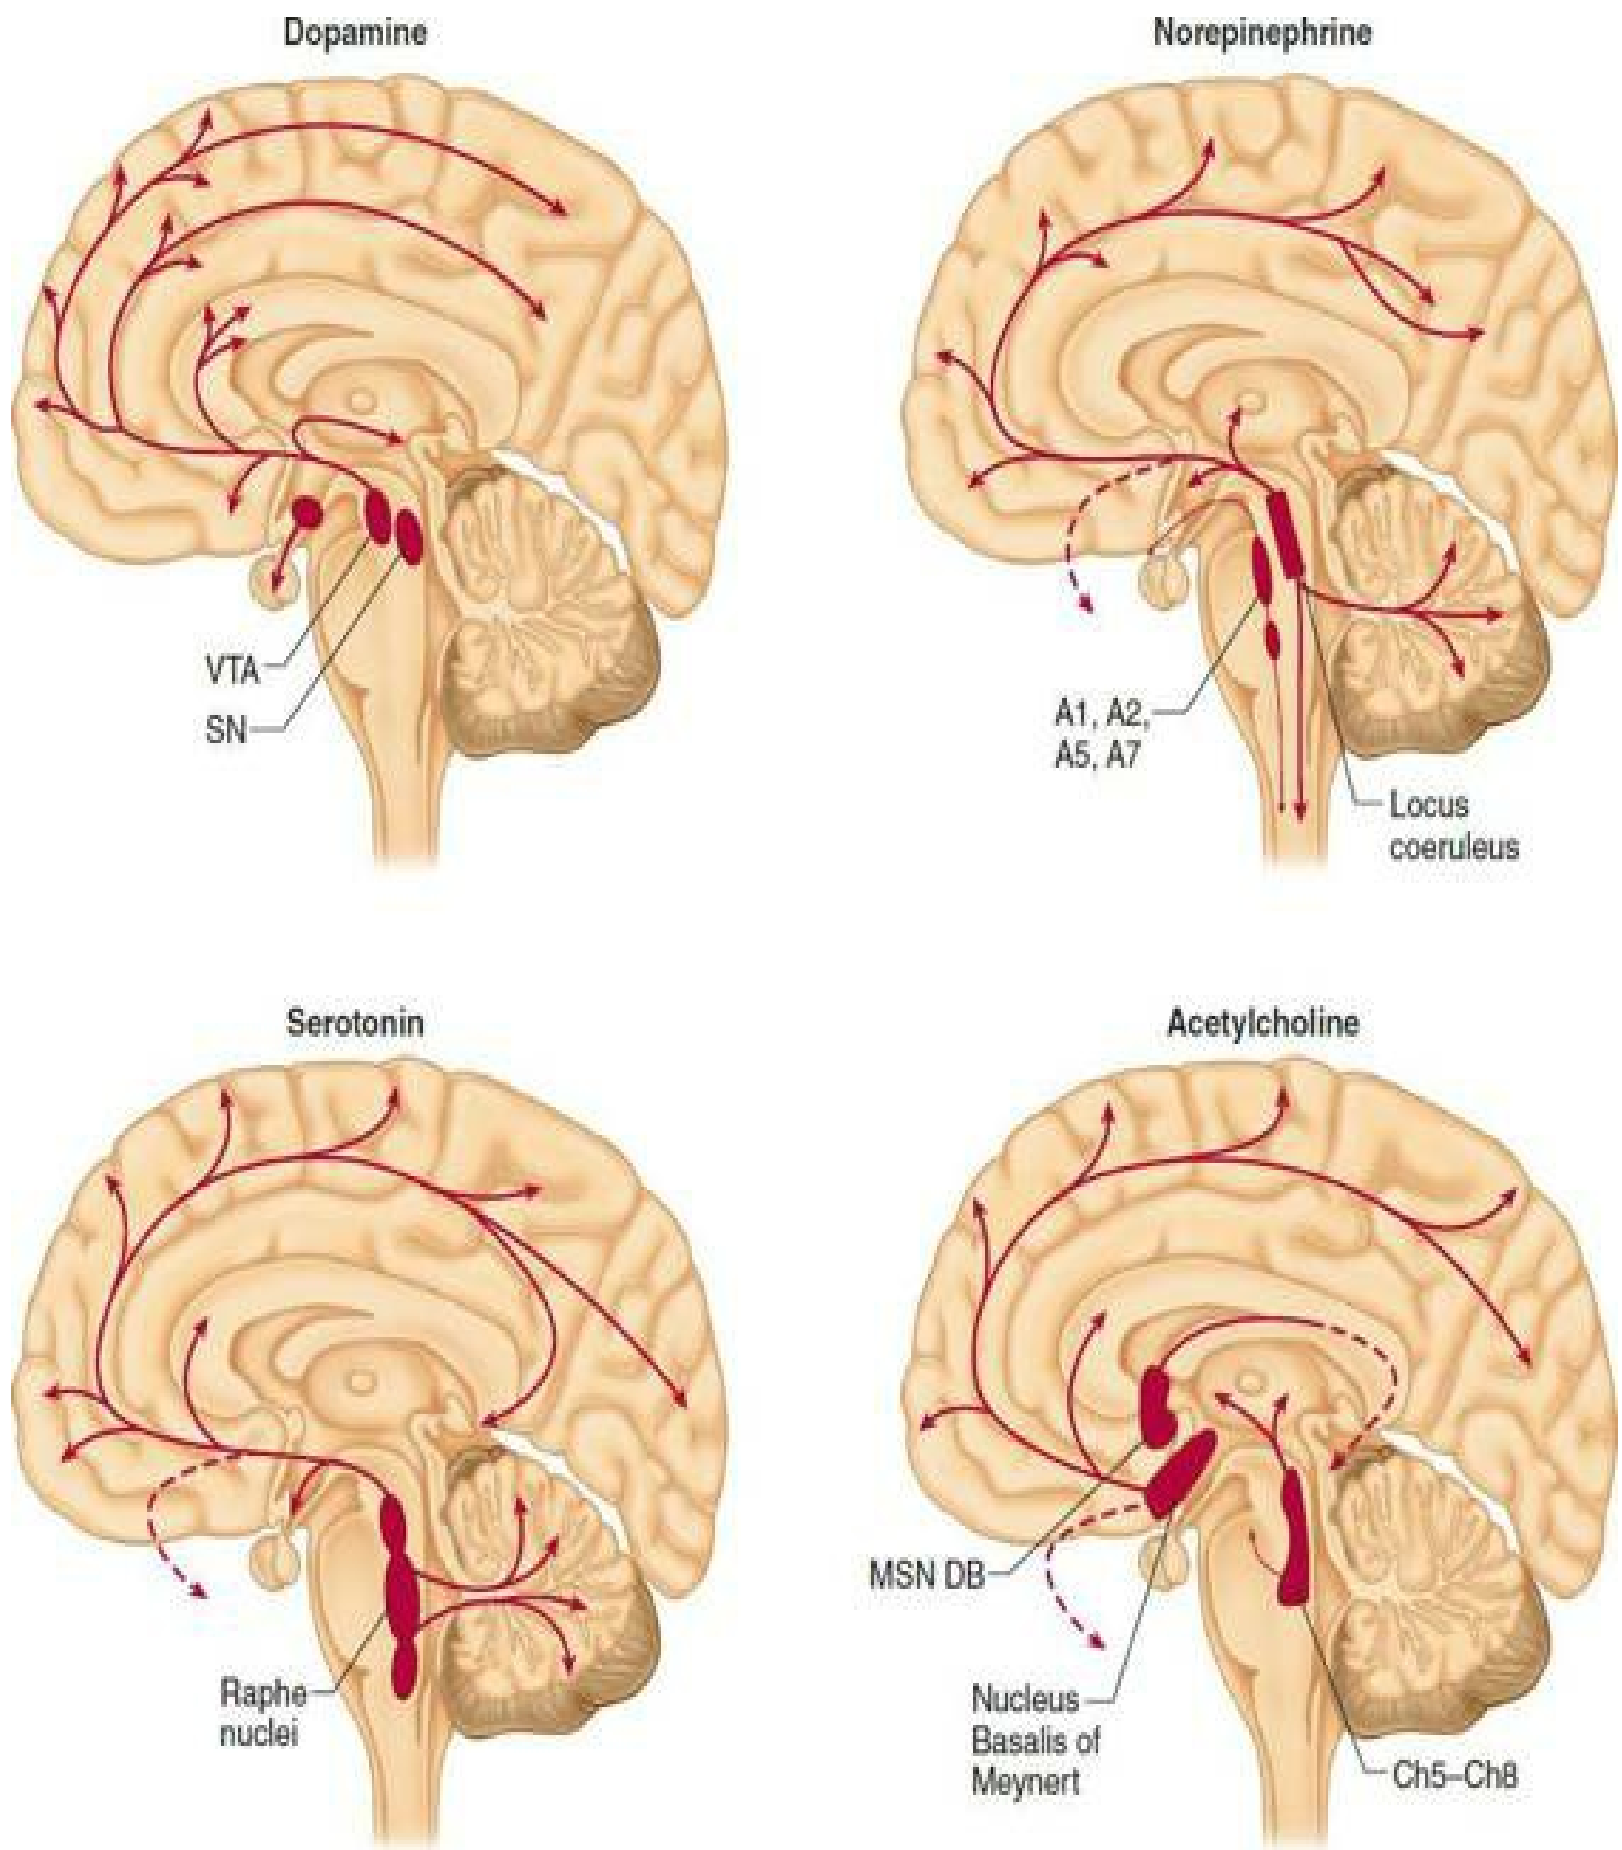 Dopamine
VTA
SN
Norepinephrine
A1, A2,
A5, A7
Locus
coeruleus
Serotonin
Raphe
nuclei
Acetylcholine
MSN DB
Nucleus
Basalis of
Meynert
Ch5–Ch8